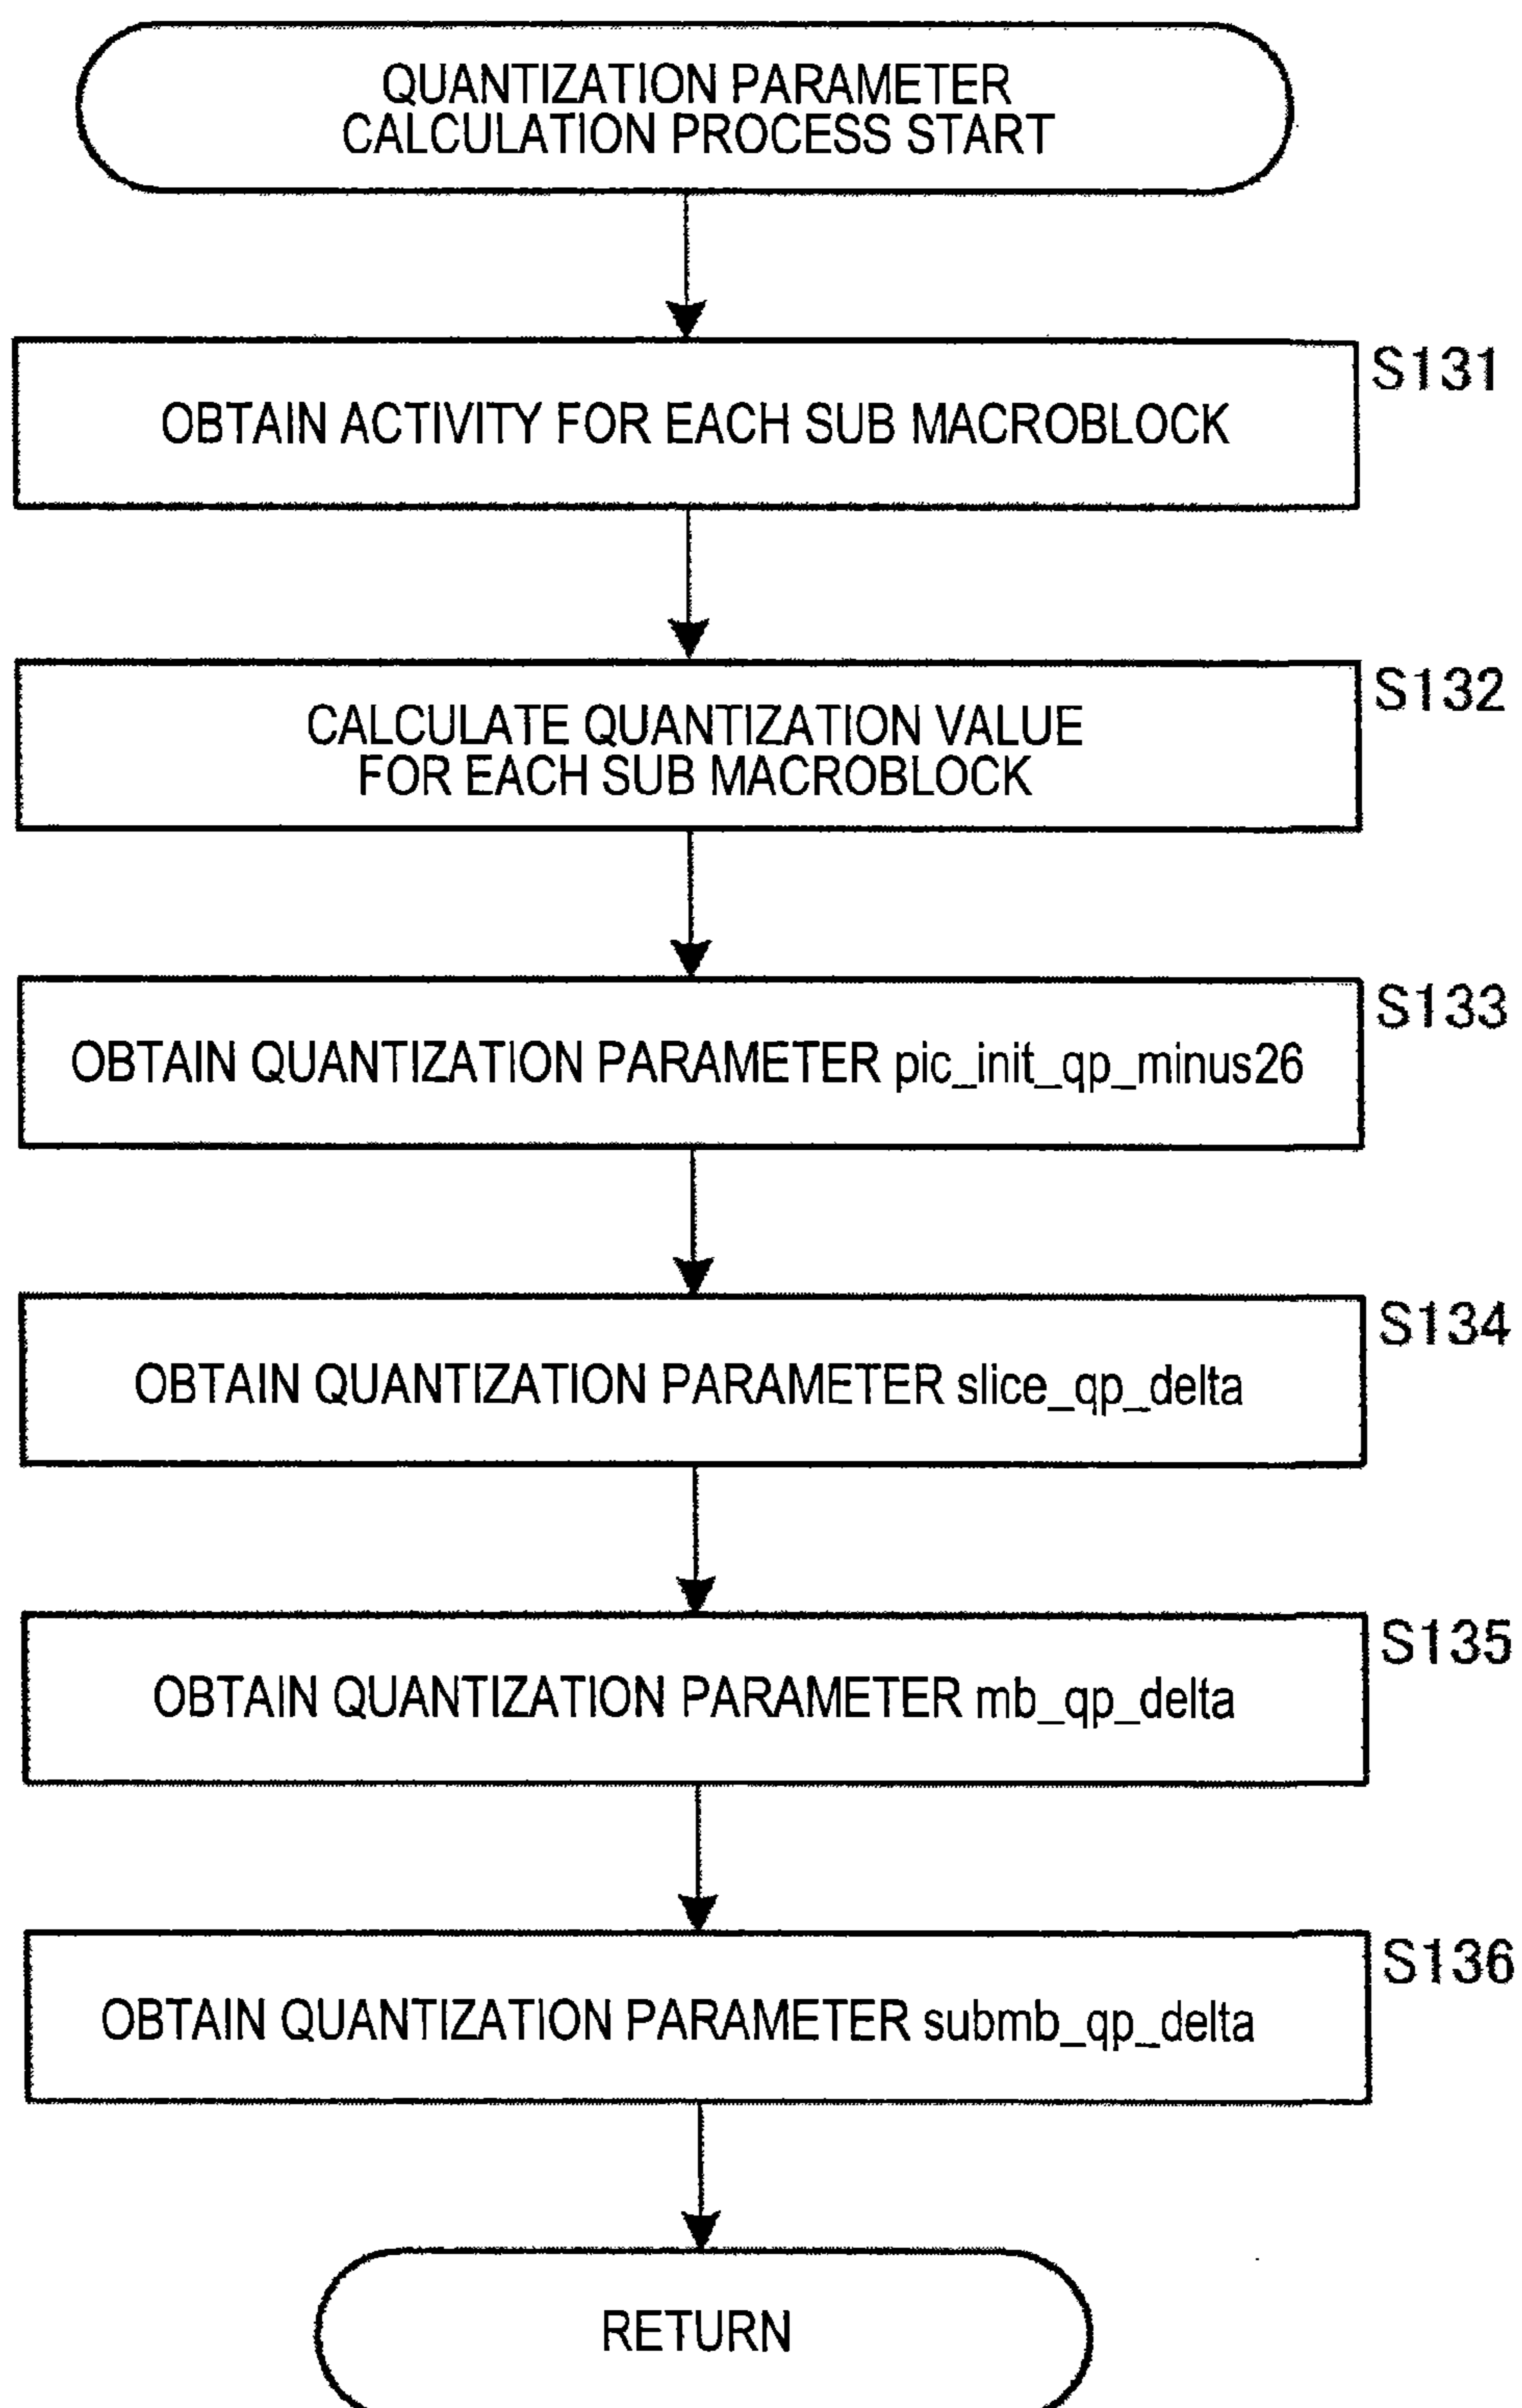 QUANTIZATION PARAMETER
CALCULATION PROCESS START
S131
OBTAIN ACTIVITY FOR EACH SUB MACROBLOCK
S132
CALCULATE QUANTIZATION VALUE
FOR EACH SUB MACROBLOCK
S133
OBTAIN QUANTIZATION PARAMETER pic_init_qp_minus26
S134
OBTAIN QUANTIZATION PARAMETER slice_qp_delta
S135
OBTAIN QUANTIZATION PARAMETER mb_qp_delta
S136
OBTAIN QUANTIZATION PARAMETER submb_qp_delta
RETURN